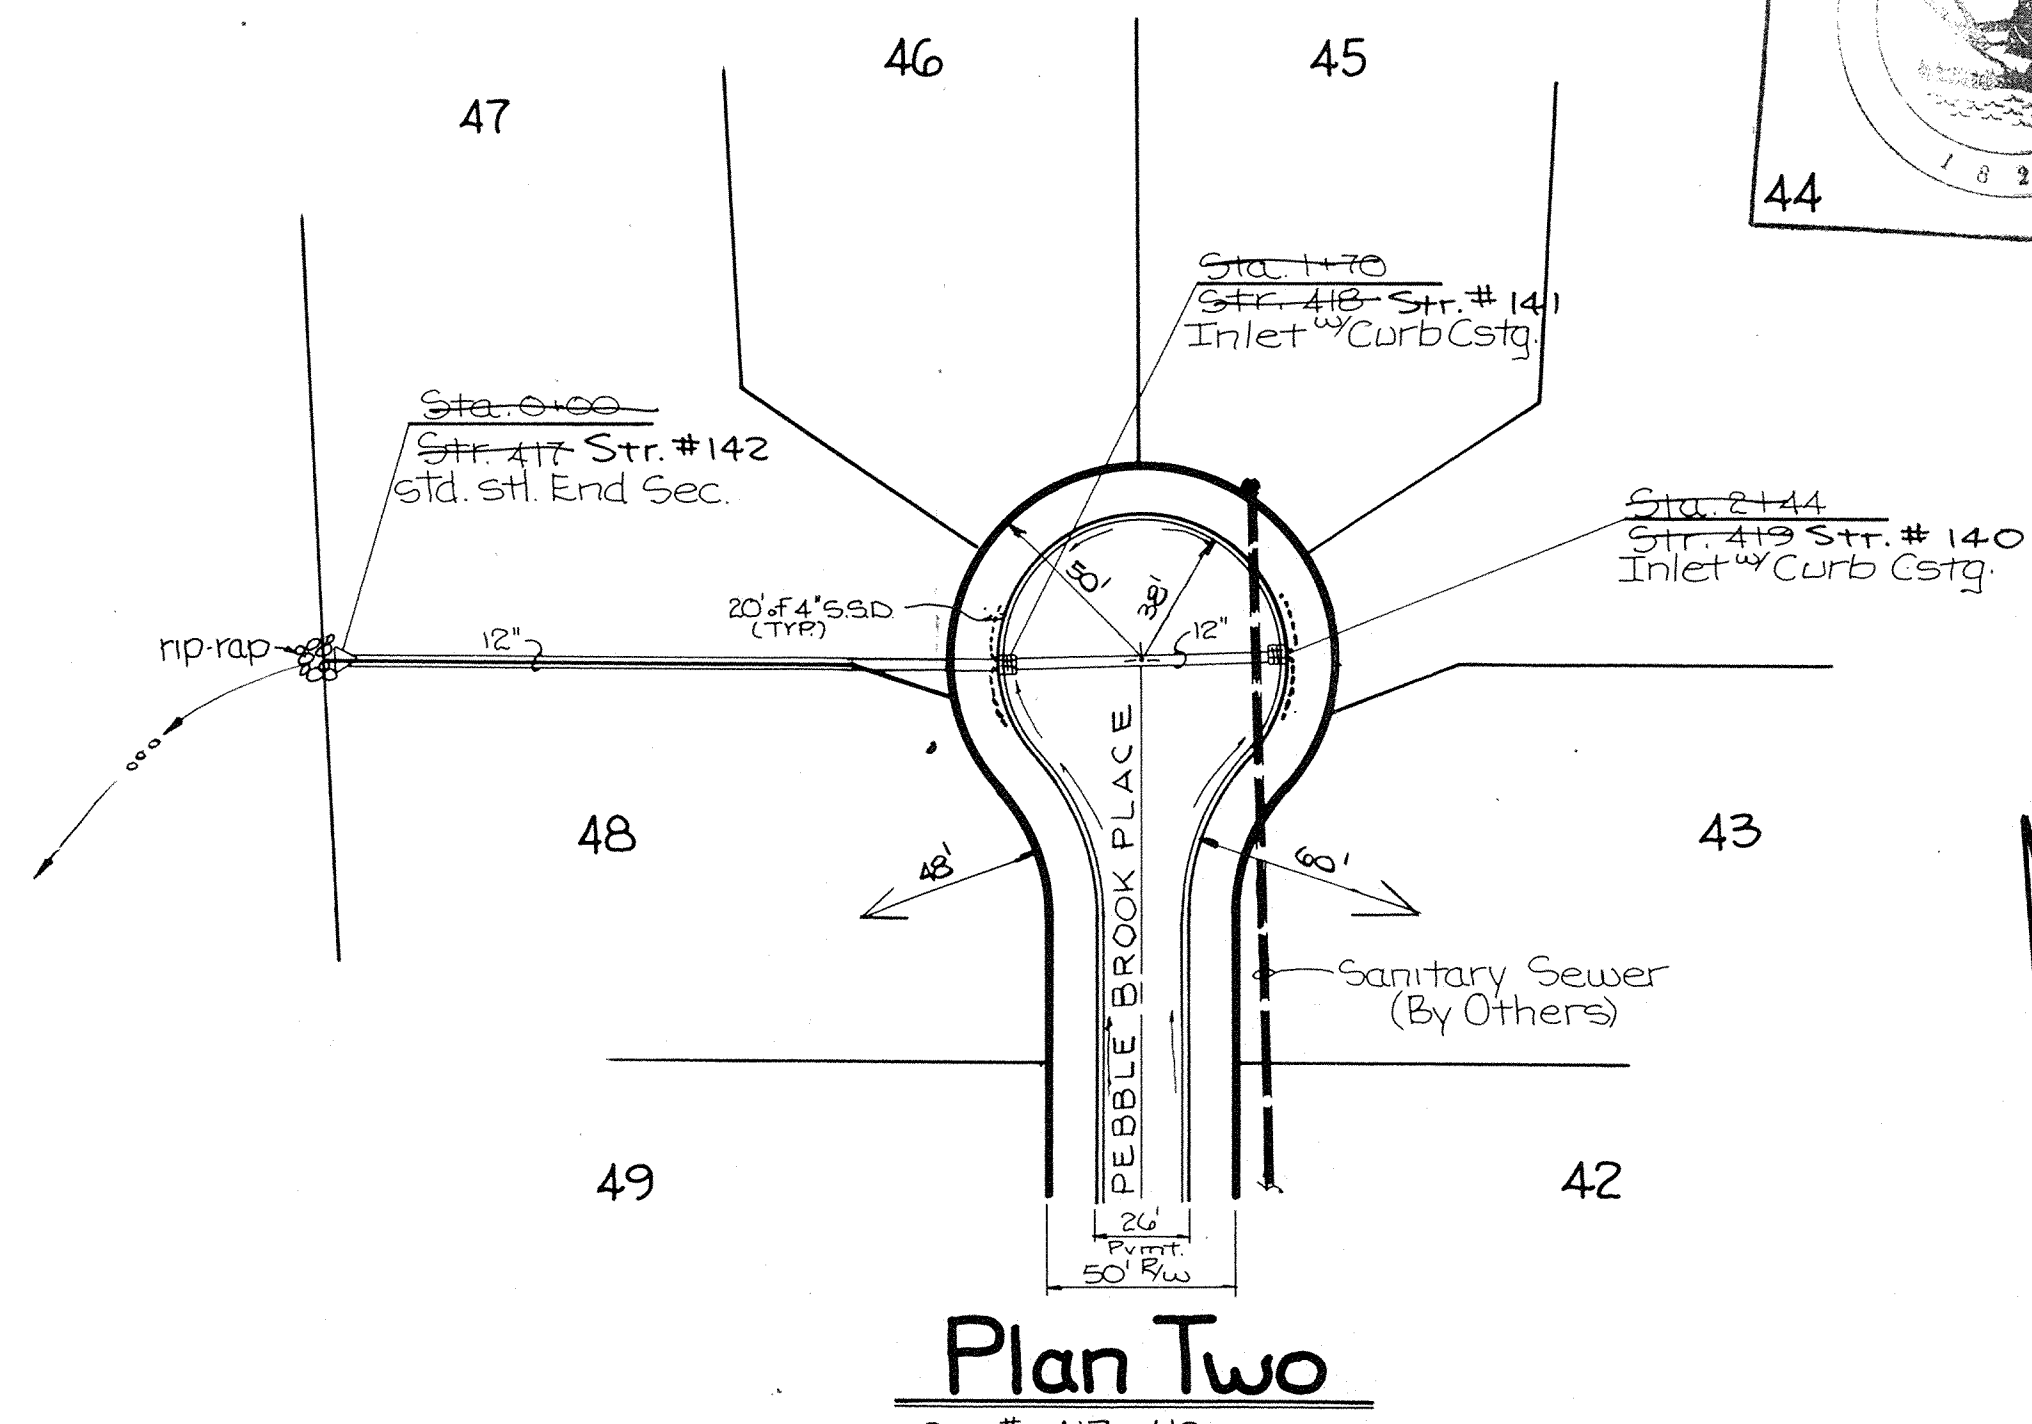 46
45
47
44
1 8 2
Sta. 1+70
Str. 418 Str. # 141
Inlet w/ Curb Cstg.
Sta. 0+00
Str. 417 Str. #142
std. stl. End Sec.
Sta. 2+44
Str. 419 Str. # 140
Inlet w/ Curb Cstg.
50'
38'
20' of 4" S.S.D.
(TYP.)
rip-rap
12"
12"
PEBBLE BROOK PLACE
48
43
48'
60'
Sanitary Sewer
(By Others)
49
42
26'
Pvmt.
50' R/W
Plan Two